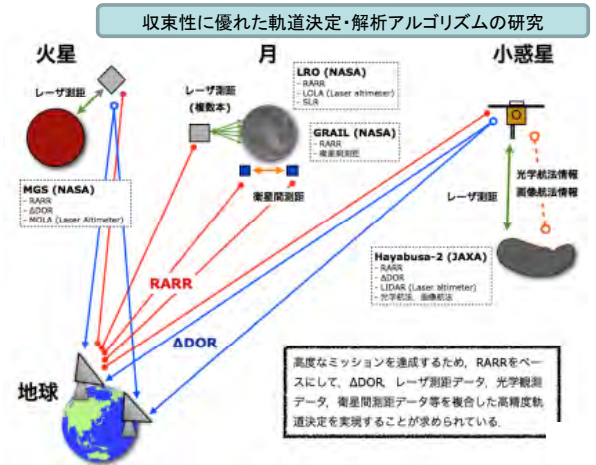 収束性に優れた軌道決定・解析アルゴリズムの研究
火星
月
小惑星
レーザ測距
レーザ測距
(複数本)
LRO (NASA)
- RARR
- LOLA (Laser altimeter)
- SLR
GRAIL (NASA)
- RARR
- 衛星間測距
衛星間測距
MGS (NASA)
- RARR
- ΔDOR
- MOLA (Laser Altimeter)
レーザ測距
光学航法情報
画像航法情報
Hayabusa-2 (JAXA)
- RARR
- ΔDOR
- LIDAR (Laser altimeter)
- 光学航法、画像航法
RARR
ΔDOR
地球
高度なミッションを達成するため，RARRをベー
スにして，ΔDOR，レーザ測距データ，光学観測
データ，衛星間測距データ等を複合した高精度軌
道決定を実現することが求められている．